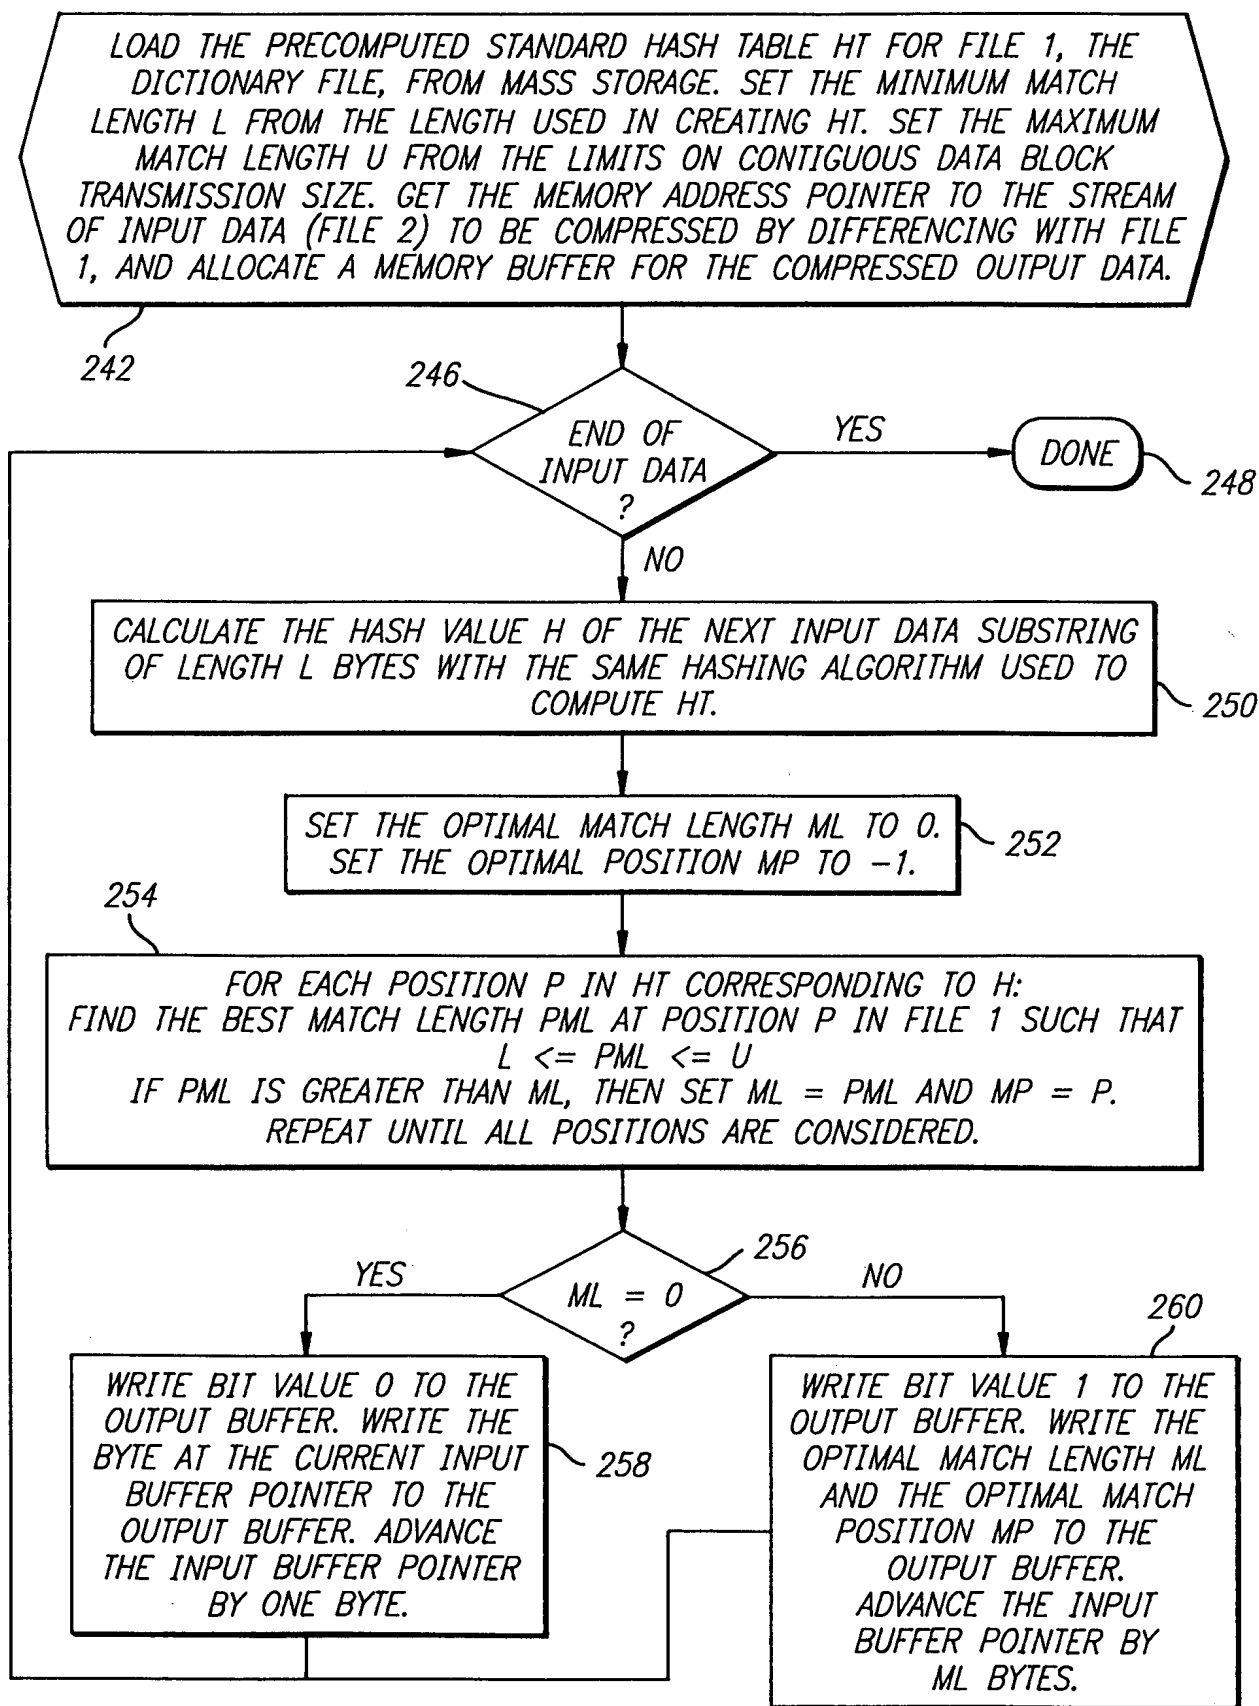 LOAD THE PRECOMPUTED STANDARD HASH TABLE HT FOR FILE 1, THE
DICTIONARY FILE, FROM MASS STORAGE. SET THE MINIMUM MATCH
LENGTH L FROM THE LENGTH USED IN CREATING HT. SET THE MAXIMUM
MATCH LENGTH U FROM THE LIMITS ON CONTIGUOUS DATA BLOCK
TRANSMISSION SIZE. GET THE MEMORY ADDRESS POINTER TO THE STREAM
OF INPUT DATA (FILE 2) TO BE COMPRESSED BY DIFFERENCING WITH FILE
1, AND ALLOCATE A MEMORY BUFFER FOR THE COMPRESSED OUTPUT DATA.
242
246
END OF
INPUT DATA
?
YES
DONE
248
NO
CALCULATE THE HASH VALUE H OF THE NEXT INPUT DATA SUBSTRING
OF LENGTH L BYTES WITH THE SAME HASHING ALGORITHM USED TO
COMPUTE HT.
250
SET THE OPTIMAL MATCH LENGTH ML TO 0.
SET THE OPTIMAL POSITION MP TO -1.
252
254
FOR EACH POSITION P IN HT CORRESPONDING TO H:
FIND THE BEST MATCH LENGTH PML AT POSITION P IN FILE 1 SUCH THAT
L <= PML <= U
IF PML IS GREATER THAN ML, THEN SET ML = PML AND MP = P.
REPEAT UNTIL ALL POSITIONS ARE CONSIDERED.
256
YES
ML = 0
?
NO
WRITE BIT VALUE 0 TO THE
OUTPUT BUFFER. WRITE THE
BYTE AT THE CURRENT INPUT
BUFFER POINTER TO THE
OUTPUT BUFFER. ADVANCE
THE INPUT BUFFER POINTER
BY ONE BYTE.
258
260
WRITE BIT VALUE 1 TO THE
OUTPUT BUFFER. WRITE THE
OPTIMAL MATCH LENGTH ML
AND THE OPTIMAL MATCH
POSITION MP TO THE
OUTPUT BUFFER.
ADVANCE THE INPUT
BUFFER POINTER BY
ML BYTES.